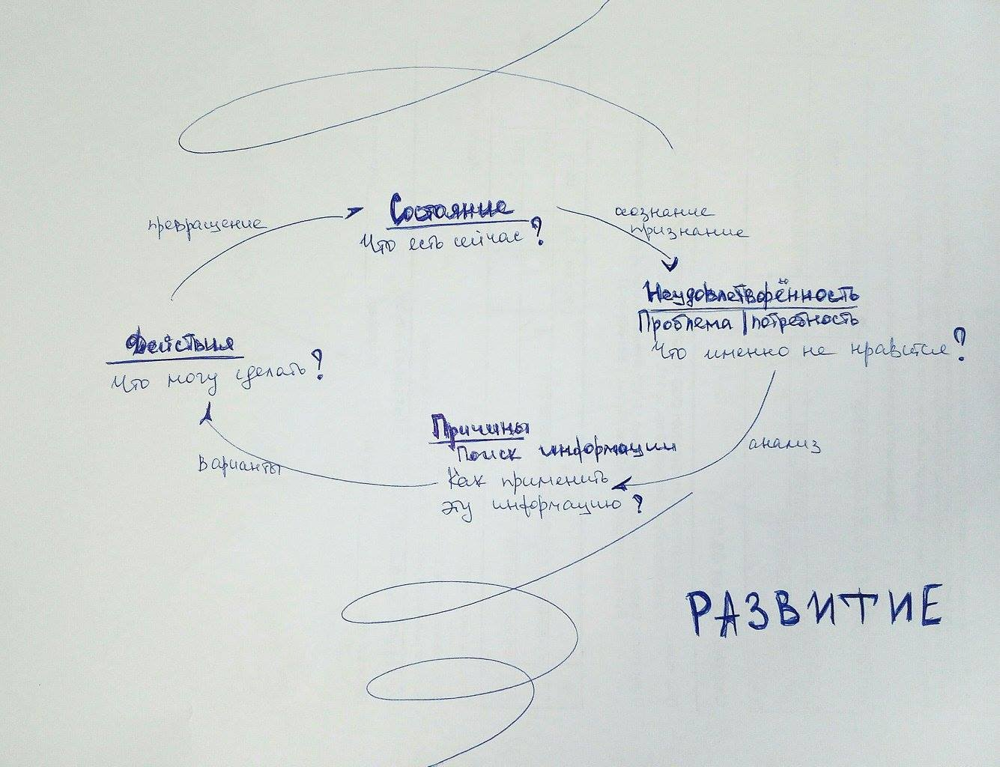 Состояние
Что есть сейчас?
превращение
осознание
признание
Неудовлетворённость
Проблема | потребность
Что именно не нравится?
Действия
Что могу сделать?
Причины
Поиск информации
Как применить
эту информацию?
анализ
варианты
РАЗВИТИЕ